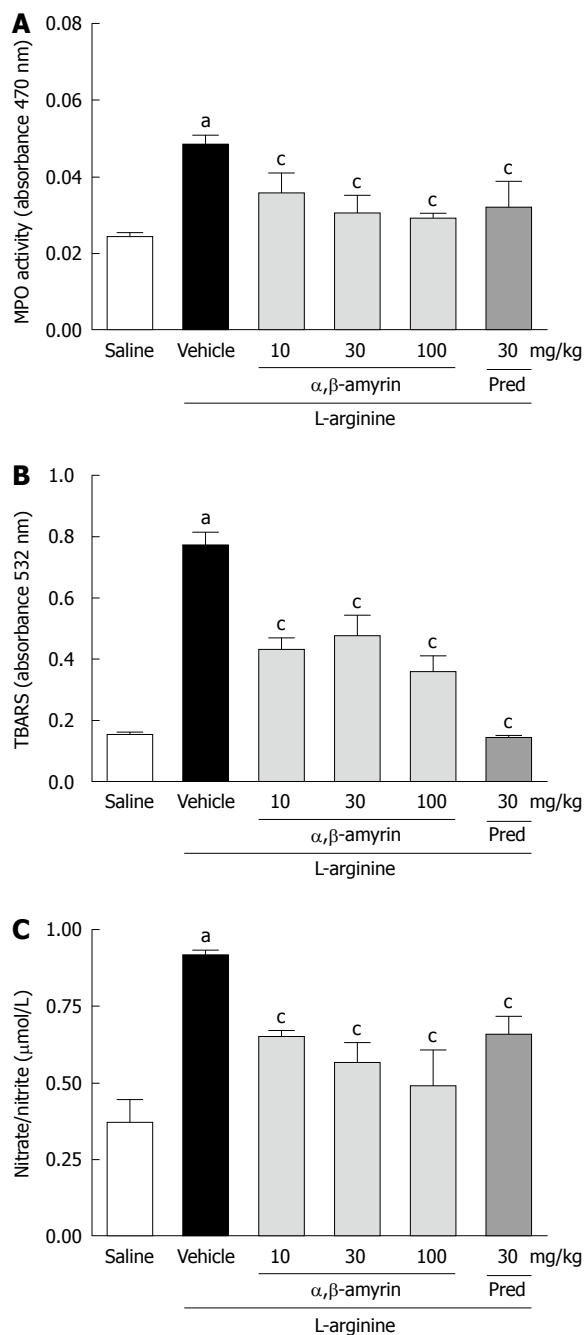 A
MPO activity (absorbance 470 nm)
0.08
0.06
0.04
0.02
0.00
a
c
c
c
c
Saline Vehicle 10 30 100 30 mg/kg
α,β-amyrin Pred
L-arginine
B
TBARS (absorbance 532 nm)
1.0
0.8
0.6
0.4
0.2
0.0
a
c
c
c
c
Saline Vehicle 10 30 100 30 mg/kg
α,β-amyrin Pred
L-arginine
C
Nitrate/nitrite (μmol/L)
1.00
0.75
0.50
0.25
0.00
a
c
c
c
c
Saline Vehicle 10 30 100 30 mg/kg
α,β-amyrin Pred
L-arginine